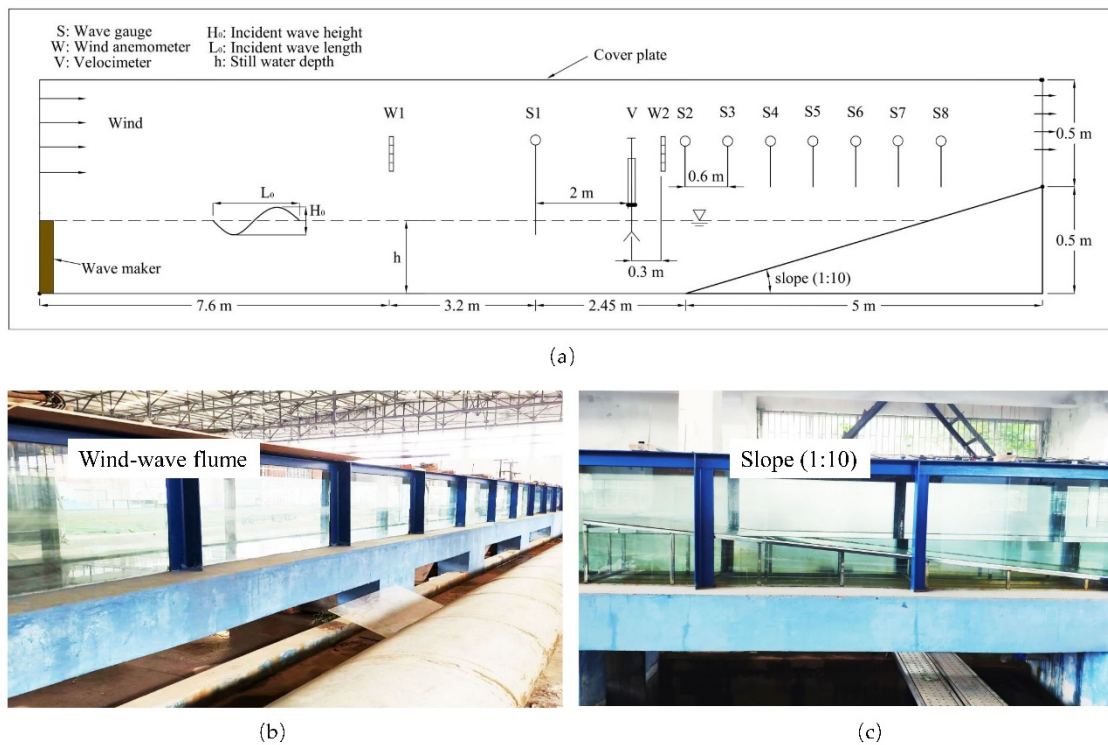 S: Wave gauge H₀: Incident wave height
W: Wind anemometer L₀: Incident wave length
V: Velocimeter h: Still water depth
Cover plate
Wind
W1 S1 V W2 S2 S3 S4 S5 S6 S7 S8
0.5 m
0.6 m
L₀
H₀
2 m
Wave maker
h
0.3 m
slope (1:10)
0.5 m
7.6 m 3.2 m 2.45 m 5 m
(a)
Wind-wave flume
Slope (1:10)
(b) (c)